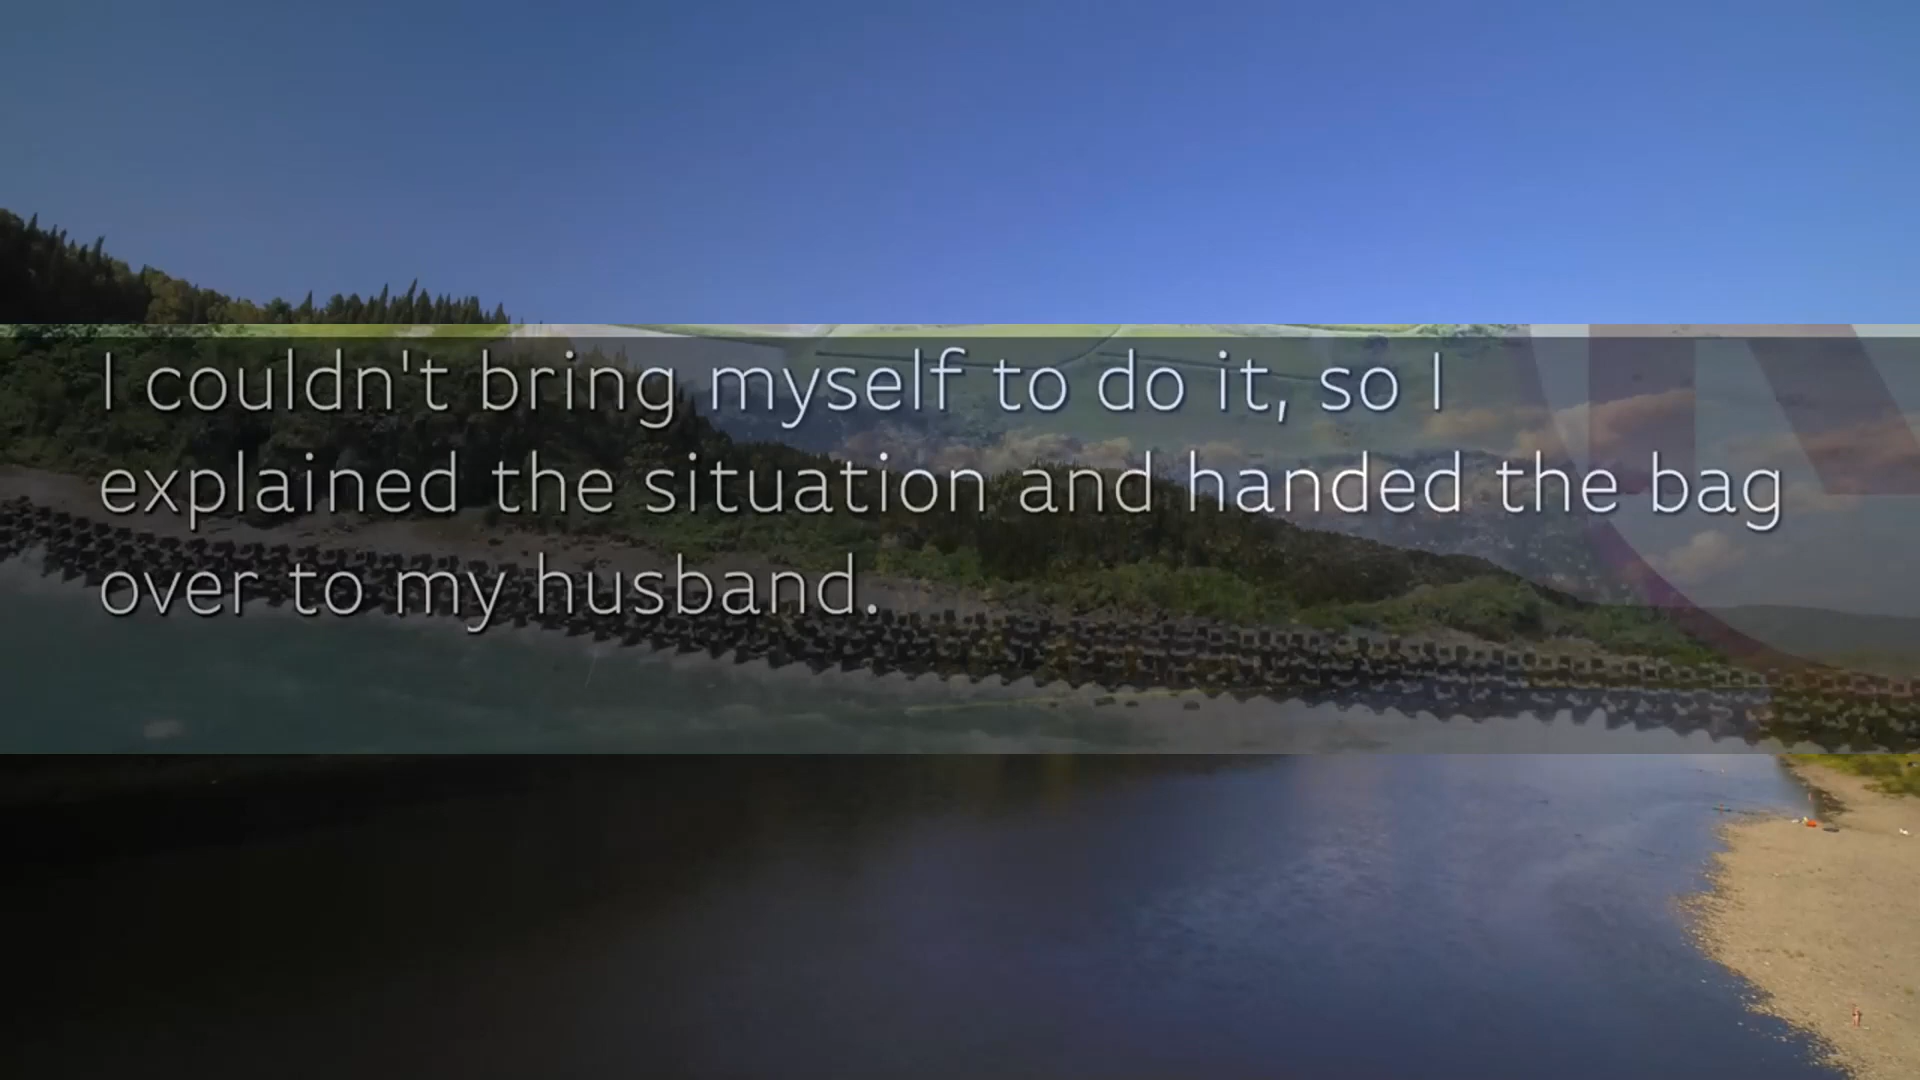 I couldn't bring myself to do it, so I
explained the situation and handed the bag
over to my husband.